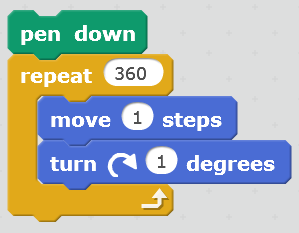 pen down
repeat 360
move 1 steps
turn 1 degrees